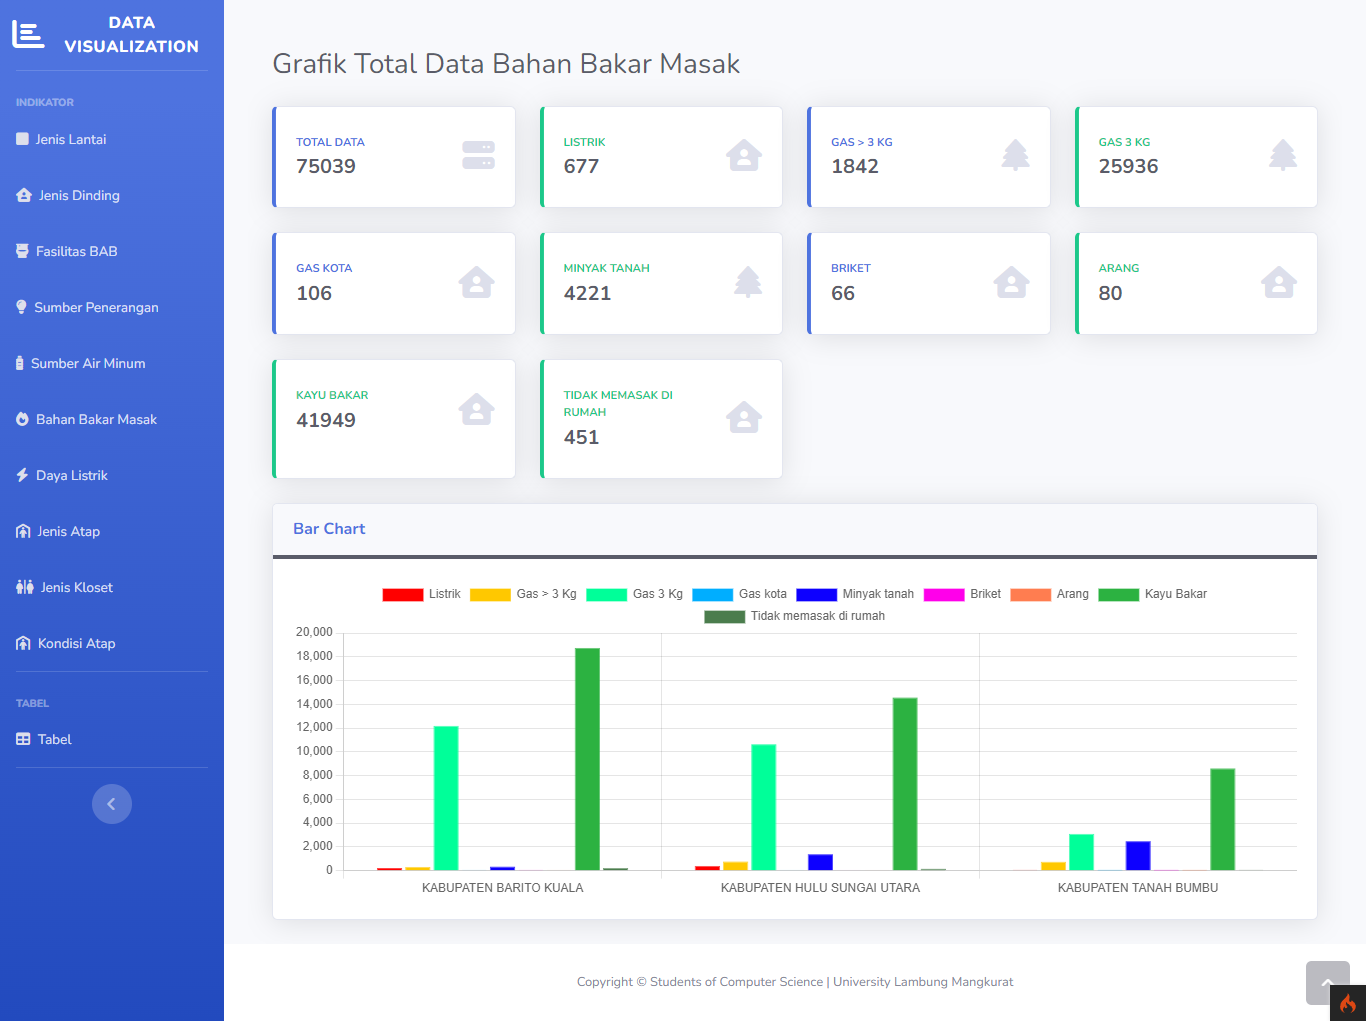 DATA
VISUALIZATION
INDIKATOR
Jenis Lantai
Jenis Dinding
Fasilitas BAB
Sumber Penerangan
Sumber Air Minum
Bahan Bakar Masak
Daya Listrik
Jenis Atap
Jenis Kloset
Kondisi Atap
TABEL
Tabel
Grafik Total Data Bahan Bakar Masak
TOTAL DATA
75039
LISTRIK
677
GAS > 3 KG
1842
GAS 3 KG
25936
GAS KOTA
106
MINYAK TANAH
4221
BRIKET
66
ARANG
80
KAYU BAKAR
41949
TIDAK MEMASAK DI
RUMAH
451
Bar Chart
Listrik Gas > 3 Kg Gas 3 Kg Gas kota Minyak tanah Briket Arang Kayu Bakar
Tidak memasak di rumah
20,000
18,000
16,000
14,000
12,000
10,000
8,000
6,000
4,000
2,000
0
KABUPATEN BARITO KUALA KABUPATEN HULU SUNGAI UTARA KABUPATEN TANAH BUMBU
Copyright © Students of Computer Science | University Lambung Mangkurat